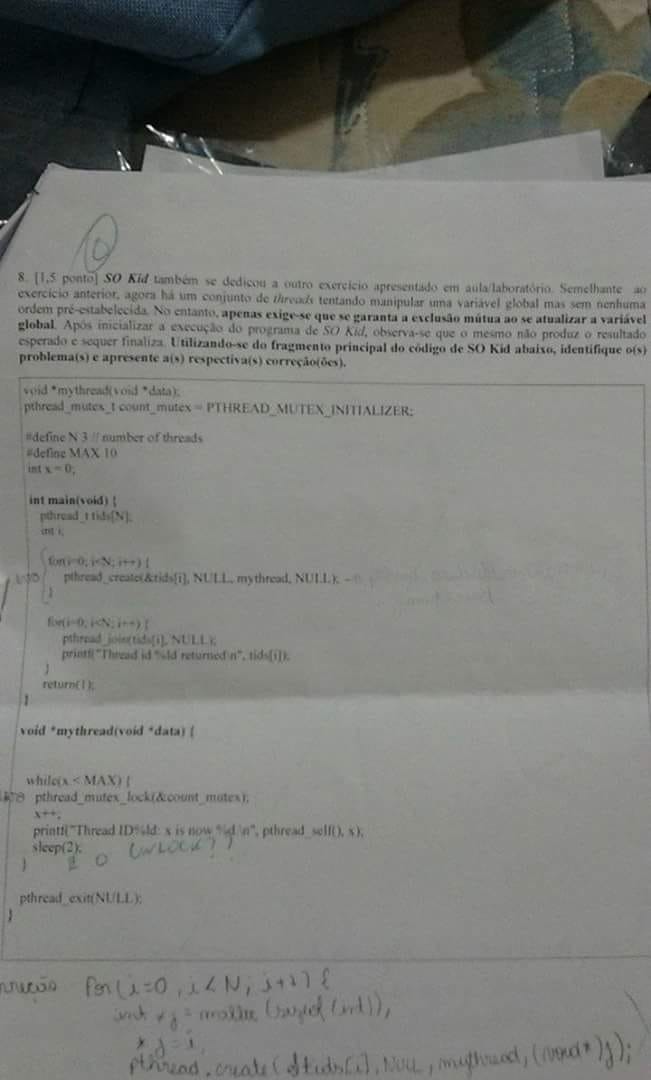 8. [1,5 ponto] SO Kid também se dedicou a outro exercício apresentado em aula/laboratório. Semelhante ao
exercício anterior, agora há um conjunto de threads tentando manipular uma variável global mas sem nenhuma
ordem pré-estabelecida. No entanto, apenas exige-se que se garanta a exclusão mútua ao se atualizar a variável
global. Após inicializar a execução do programa de SO Kid, observa-se que o mesmo não produz o resultado
esperado e sequer finaliza. Utilizando-se do fragmento principal do código de SO Kid abaixo, identifique o(s)
problema(s) e apresente a(s) respectiva(s) correção(ões).
void *mythread(void *data);
pthread_mutex_t count_mutex = PTHREAD_MUTEX_INITIALIZER;
#define N 3 // number of threads
#define MAX 10
int x = 0;
int main(void) {
pthread_t tids[N];
int i;
for(i=0; i<N; i++) {
pthread_create(&tids[i], NULL, mythread, NULL);
}
for(i=0; i<N; i++) {
pthread_join(tids[i], NULL);
printf("Thread id %ld returned\n", tids[i]);
}
return(1);
}
void *mythread(void *data) {
while(x < MAX) {
pthread_mutex_lock(&count_mutex);
x++;
printf("Thread ID%ld: x is now %d.\n", pthread_self(), x);
sleep(2);
} O UNLOCK??
pthread_exit(NULL);
}
for(i=0, i<N; i++) {
int *j = malloc(sizeof(int));
*j = i;
pthread_create(&tids[i], NULL, mythread, (void*)j);